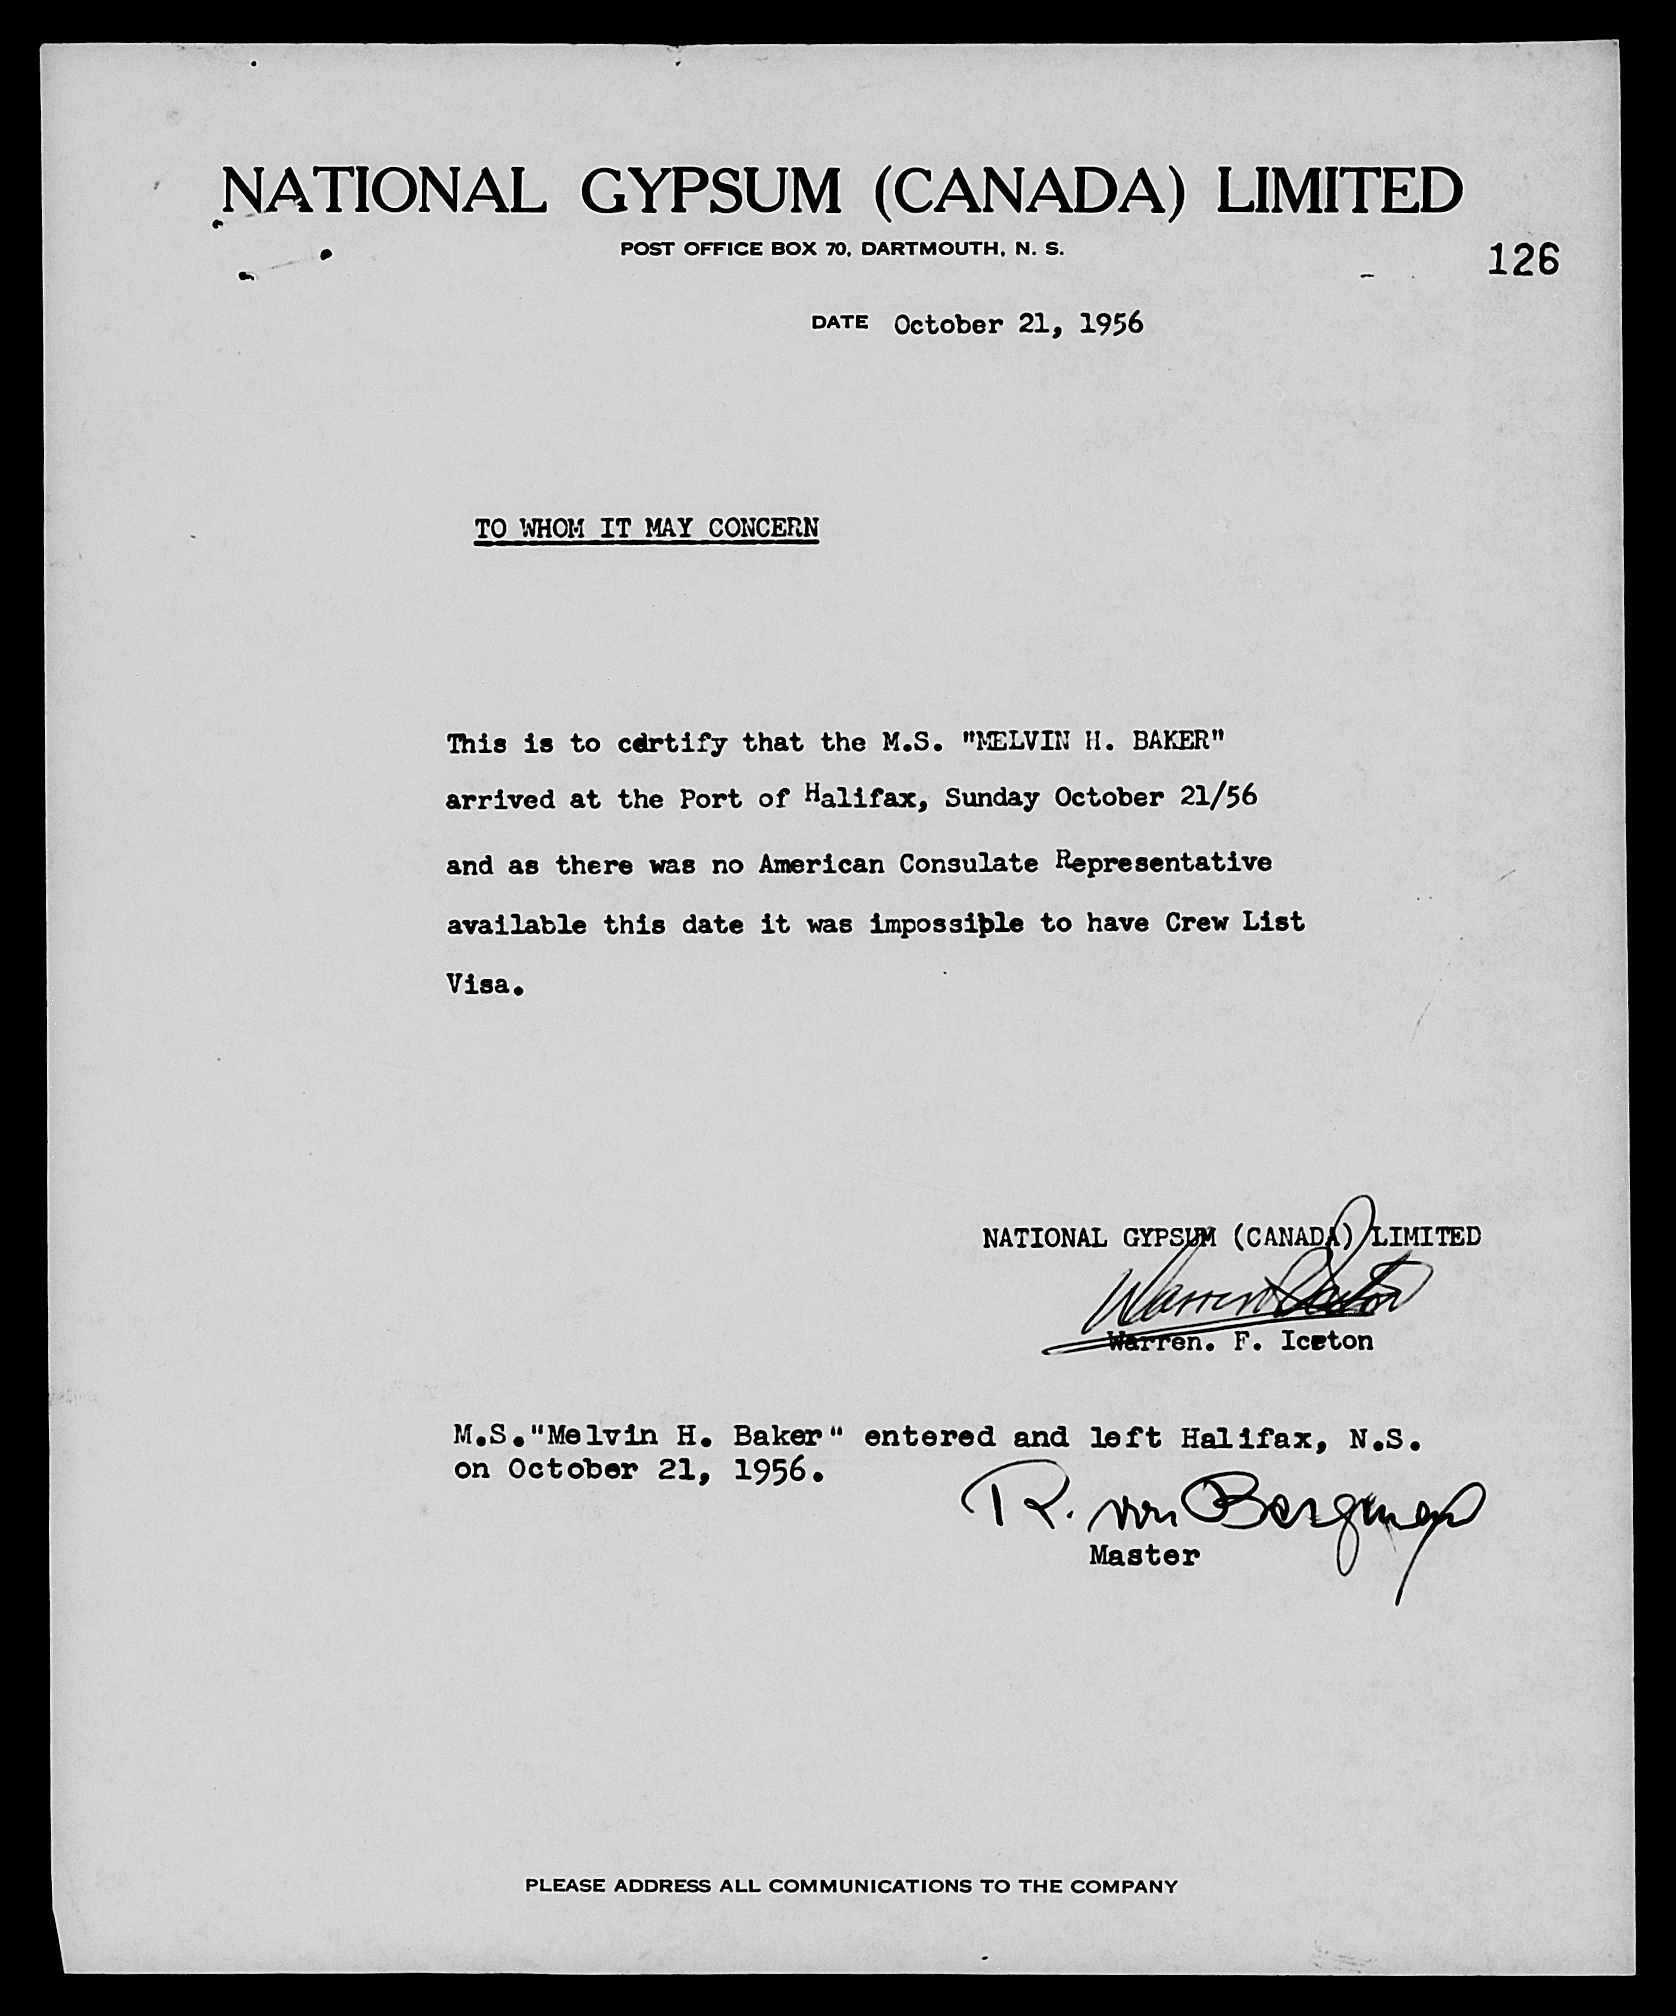 NATIONAL GYPSUM (CANADA) LIMITED
POST OFFICE BOX 70, DARTMOUTH, N. S.
126
DATE October 21, 1956
TO WHOM IT MAY CONCERN
This is to certify that the M.S. "MELVIN H. BAKER"
arrived at the Port of Halifax, Sunday October 21/56
and as there was no American Consulate Representative
available this date it was impossible to have Crew List
Visa.
NATIONAL GYPSUM (CANADA) LIMITED
Warren. F. Iceton
M.S."Melvin H. Baker" entered and left Halifax, N.S.
on October 21, 1956.
R. von
Master
PLEASE ADDRESS ALL COMMUNICATIONS TO THE COMPANY